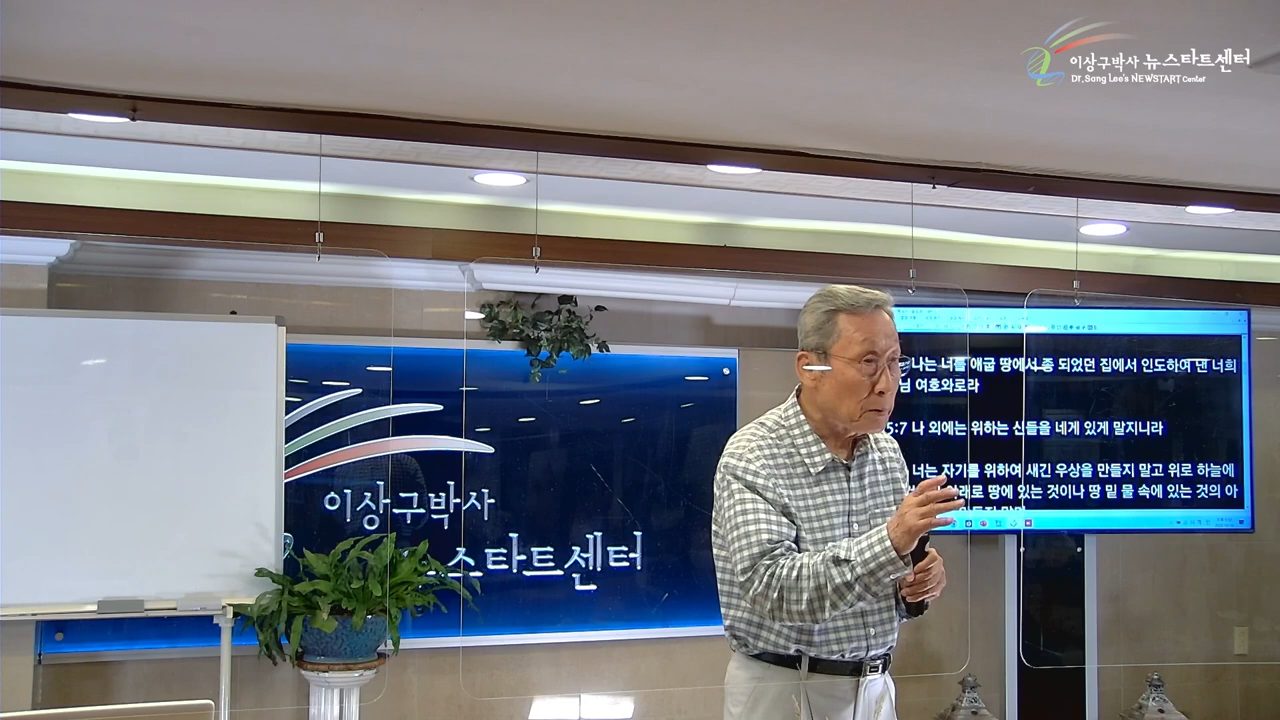 이상구박사 뉴스타트센터
Dr. Sang Lee's NEWSTART Center
나는 너를 애굽 땅에서 종 되었던 집에서 인도하여 낸 너희
님 여호와로라
5:7 나 외에는 위하는 신들을 네게 있게 말지니라
너는 자기를 위하여 새긴 우상을 만들지 말고 위로 하늘에
아래로 땅에 있는 것이나 땅 밑 물 속에 있는 것의 아
이상구박사
스타트센터